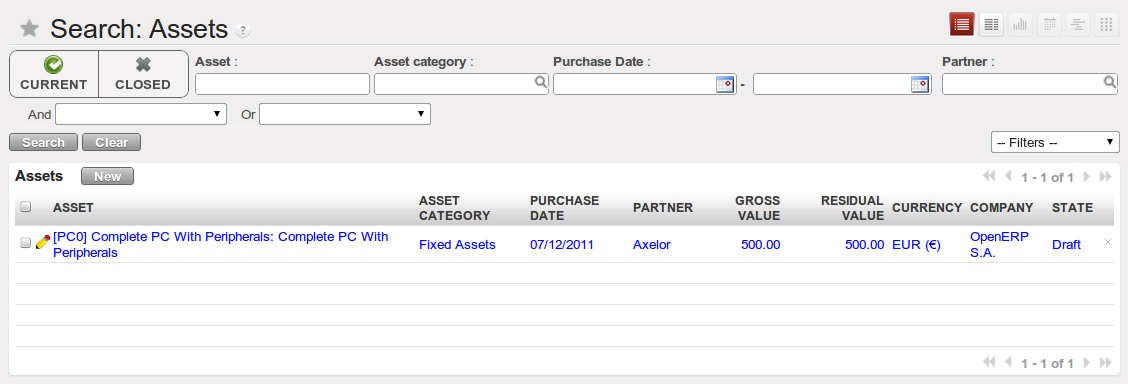 Search: Assets ?
CURRENT CLOSED
Asset : Asset category : Purchase Date : - Partner :
And Or
Search Clear -- Filters --
Assets New 1 - 1 of 1
ASSET ASSET CATEGORY PURCHASE DATE PARTNER GROSS VALUE RESIDUAL VALUE CURRENCY COMPANY STATE
[PC0] Complete PC With Peripherals: Complete PC With
Peripherals Fixed Assets 07/12/2011 Axelor 500.00 500.00 EUR (€) OpenERP S.A. Draft
1 - 1 of 1